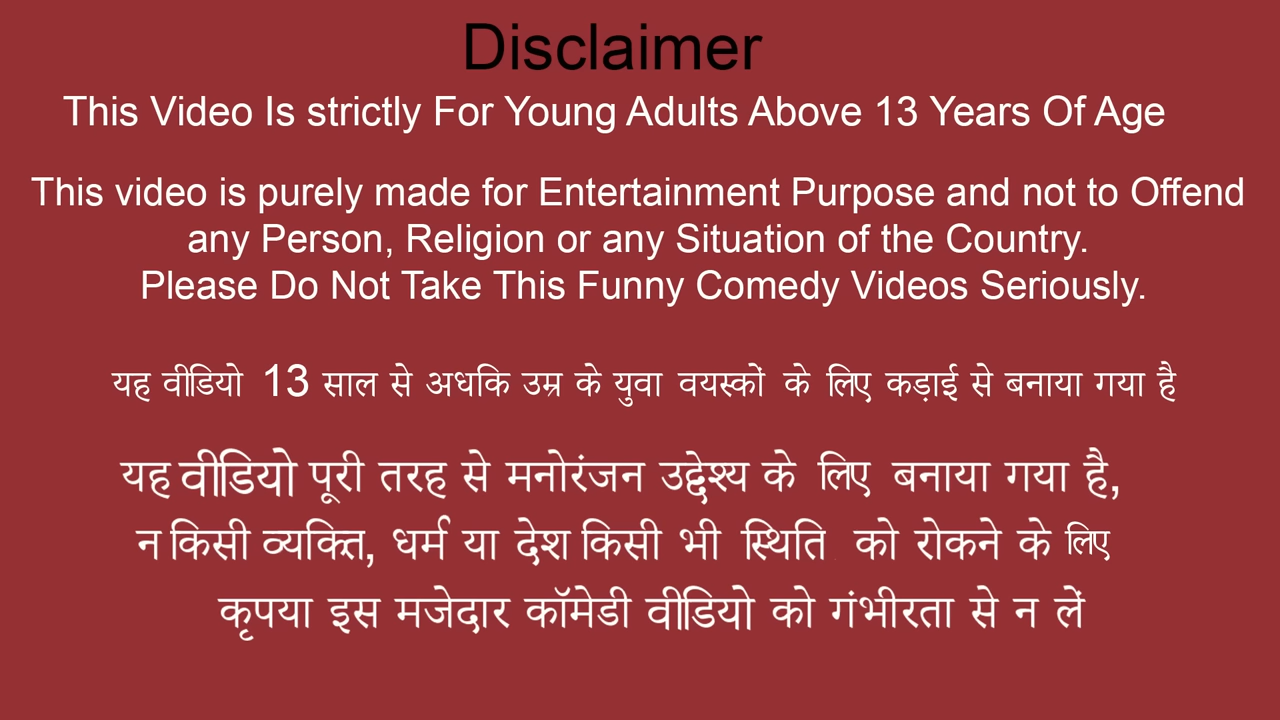 Disclaimer
This Video Is strictly For Young Adults Above 13 Years Of Age
This video is purely made for Entertainment Purpose and not to Offend
any Person, Religion or any Situation of the Country.
Please Do Not Take This Funny Comedy Videos Seriously.
यह वीडियो 13 साल से अधकि उम्र के युवा वयस्कों के लिए कड़ाई से बनाया गया है
यह वीडियो पूरी तरह से मनोरंजन उद्देश्य के लिए बनाया गया है,
न किसी व्यक्ति, धर्म या देश किसी भी स्थिति को रोकने के लिए
कृपया इस मजेदार कॉमेडी वीडियो को गंभीरता से न लें